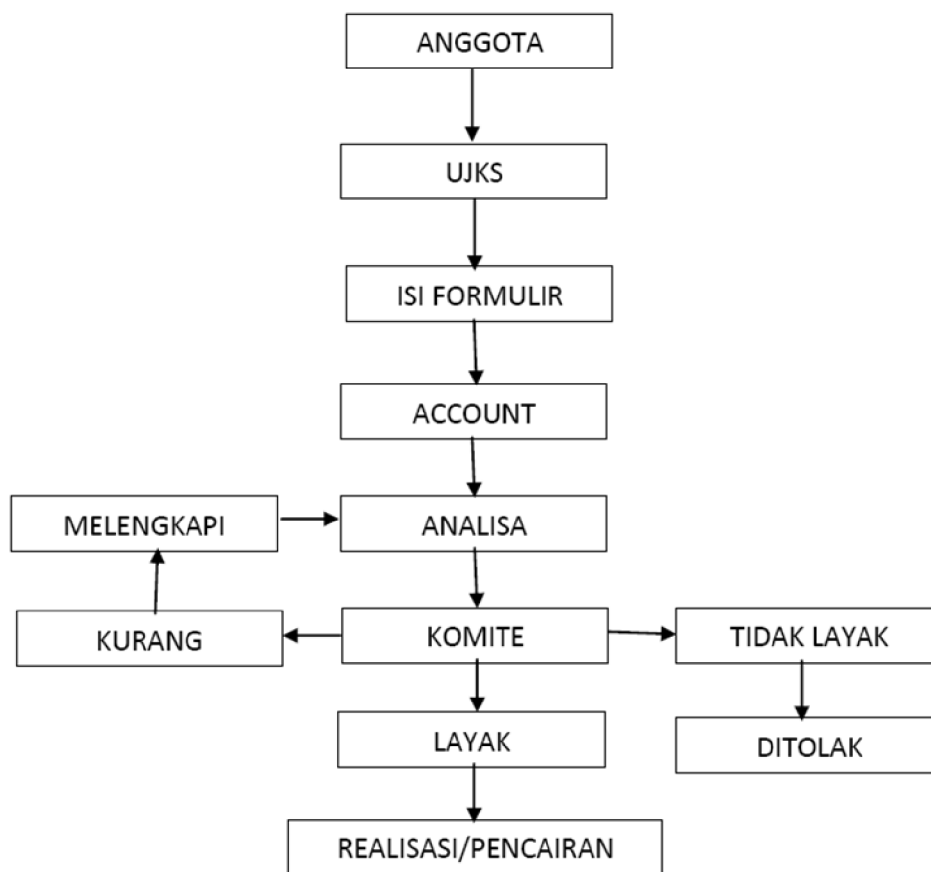 ANGGOTA
UJKS
ISI FORMULIR
ACCOUNT
MELENGKAPI
ANALISA
KURANG
KOMITE
TIDAK LAYAK
LAYAK
DITOLAK
REALISASI/PENCAIRAN